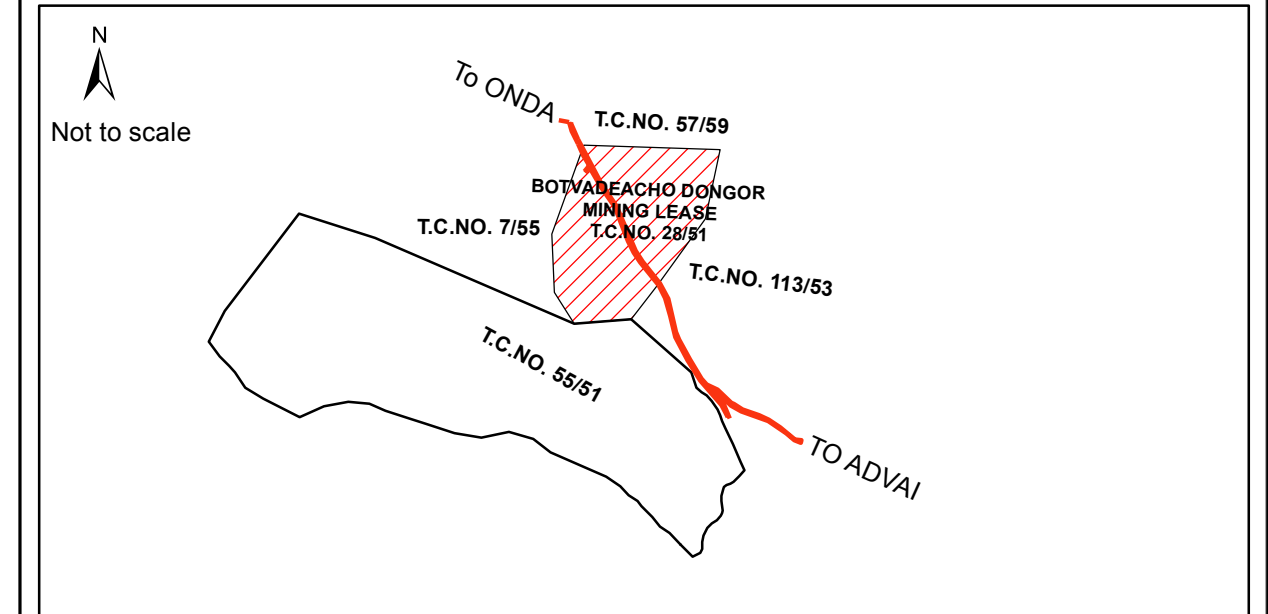 N
Not to scale
To ONDA
T.C.NO. 57/59
BOTVADEACHO DONGOR
MINING LEASE
T.C.NO. 28/51
T.C.NO. 7/55
T.C.NO. 113/53
T.C.NO. 55/51
TO ADVAI